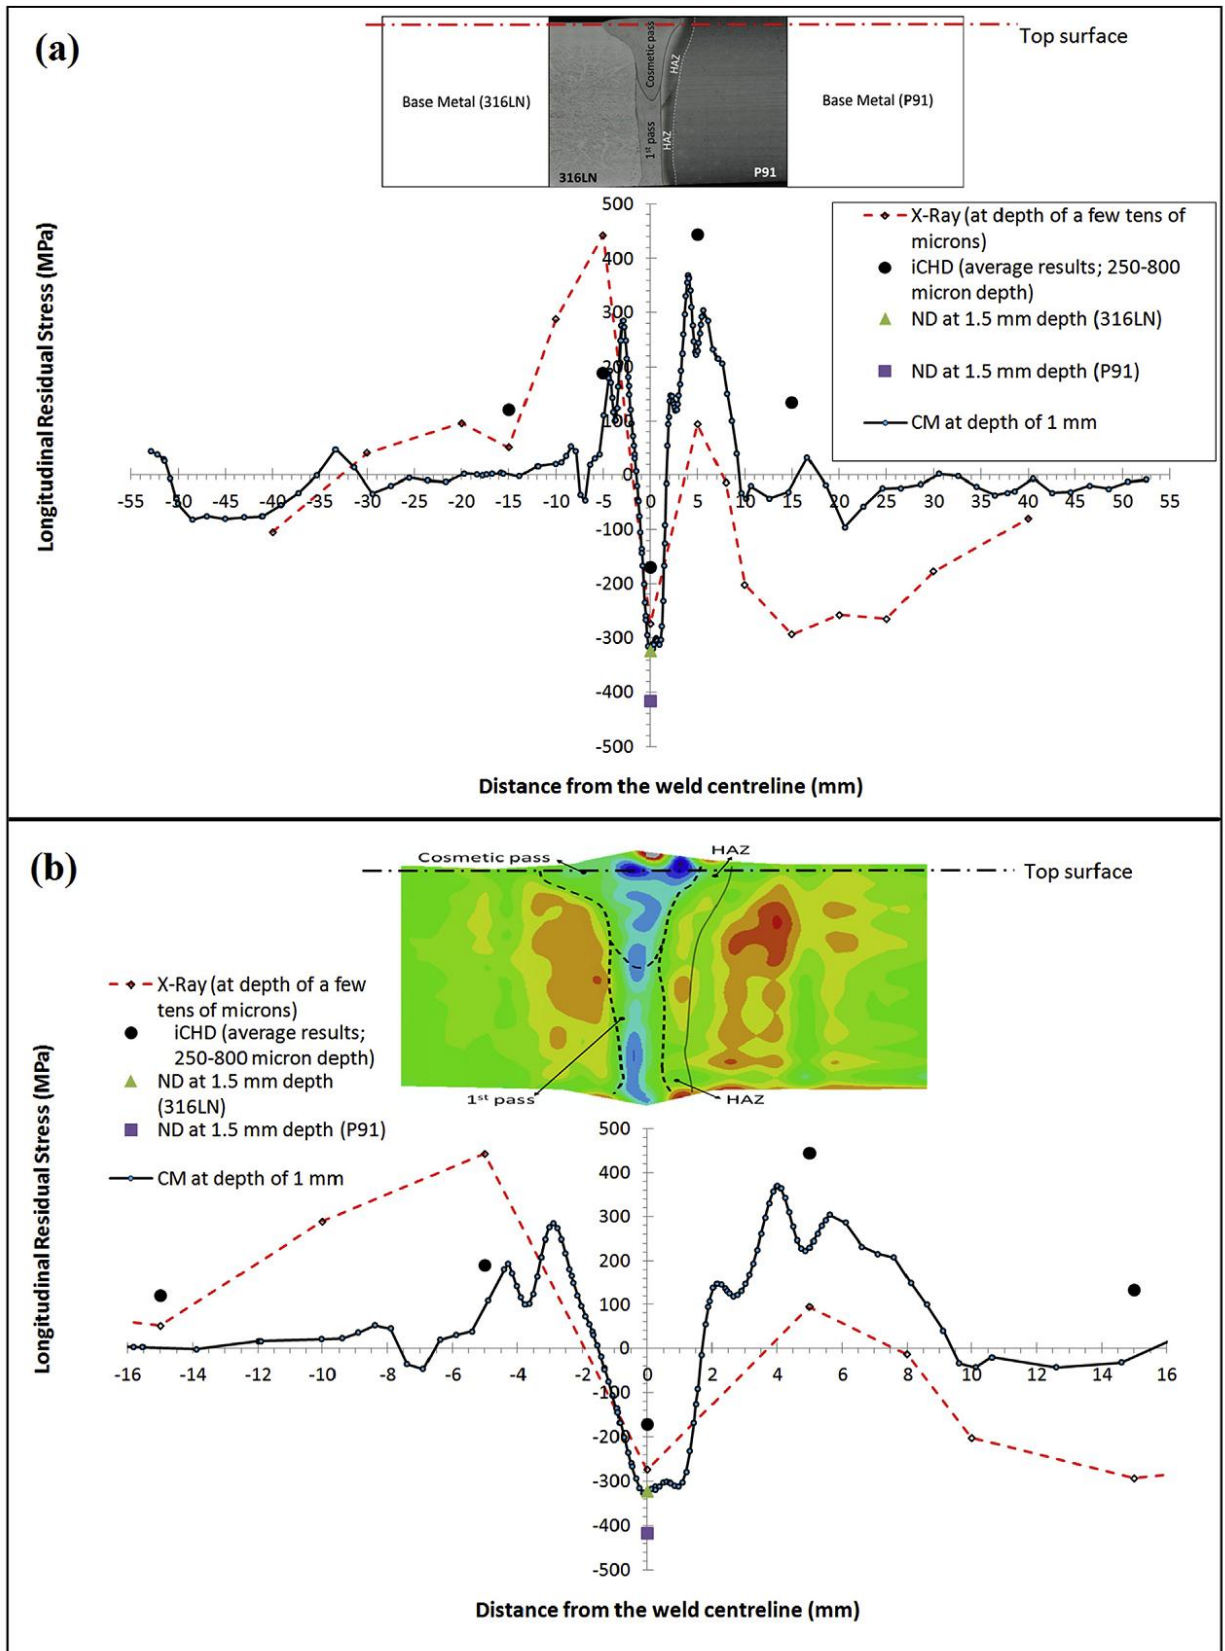 (a)
Top surface
Base Metal (316LN)
Cosmetic pass
HAZ
Base Metal (P91)
1st pass
HAZ
316LN
P91
Longitudinal Residual Stress (MPa)
500
400
300
200
100
0
-100
-200
-300
-400
-500
-55 -50 -45 -40 -35 -30 -25 -20 -15 -10 -5 0 5 10 15 20 25 30 35 40 45 50 55
X-Ray (at depth of a few tens of
microns)
iCHD (average results; 250-800
micron depth)
ND at 1.5 mm depth (316LN)
ND at 1.5 mm depth (P91)
CM at depth of 1 mm
Distance from the weld centreline (mm)
(b)
Cosmetic pass
HAZ
Top surface
1st pass
HAZ
X-Ray (at depth of a few
tens of microns)
iCHD (average results;
250-800 micron depth)
ND at 1.5 mm depth
(316LN)
ND at 1.5 mm depth (P91)
CM at depth of 1 mm
Longitudinal Residual Stress (MPa)
500
400
300
200
100
0
-100
-200
-300
-400
-500
-16 -14 -12 -10 -8 -6 -4 -2 0 2 4 6 8 10 12 14 16
Distance from the weld centreline (mm)